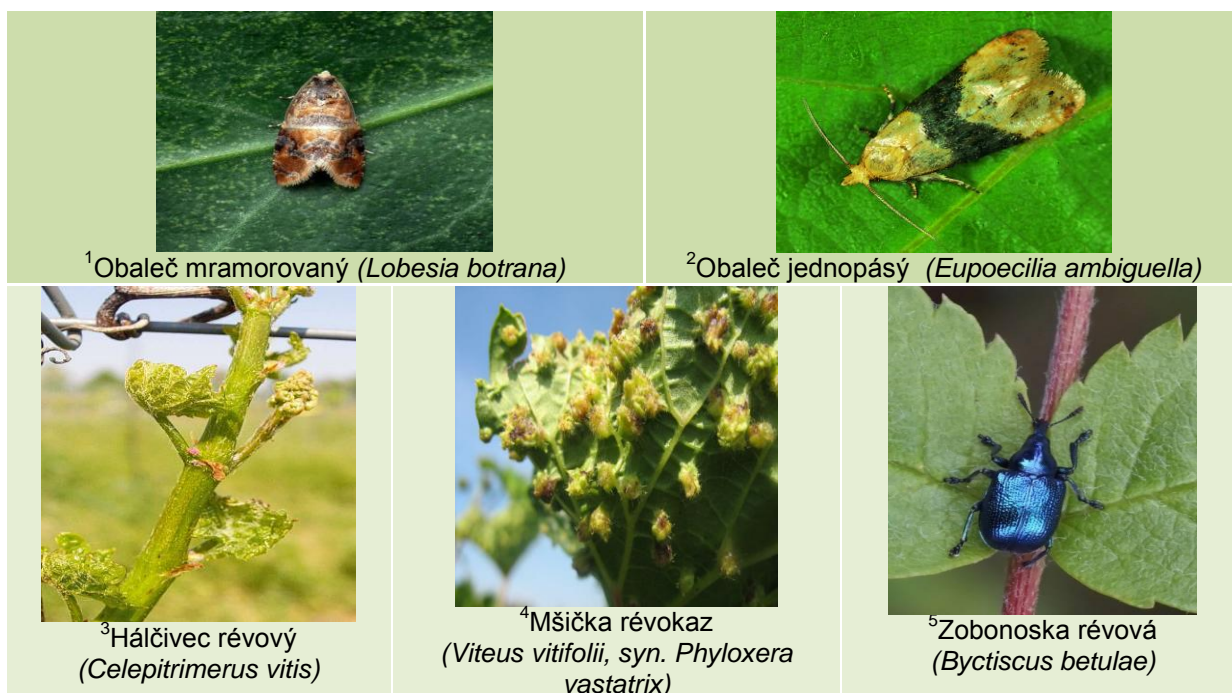 ¹Obaleč mramorovaný (Lobesia botrana)
²Obaleč jednopásý (Eupoecilia ambiguella)
³Hálčivec révový
(Celepitrimerus vitis)
⁴Mšička révokaz
(Viteus vitifolii, syn. Phyloxera
vastatrix)
⁵Zobonoska révová
(Byctiscus betulae)